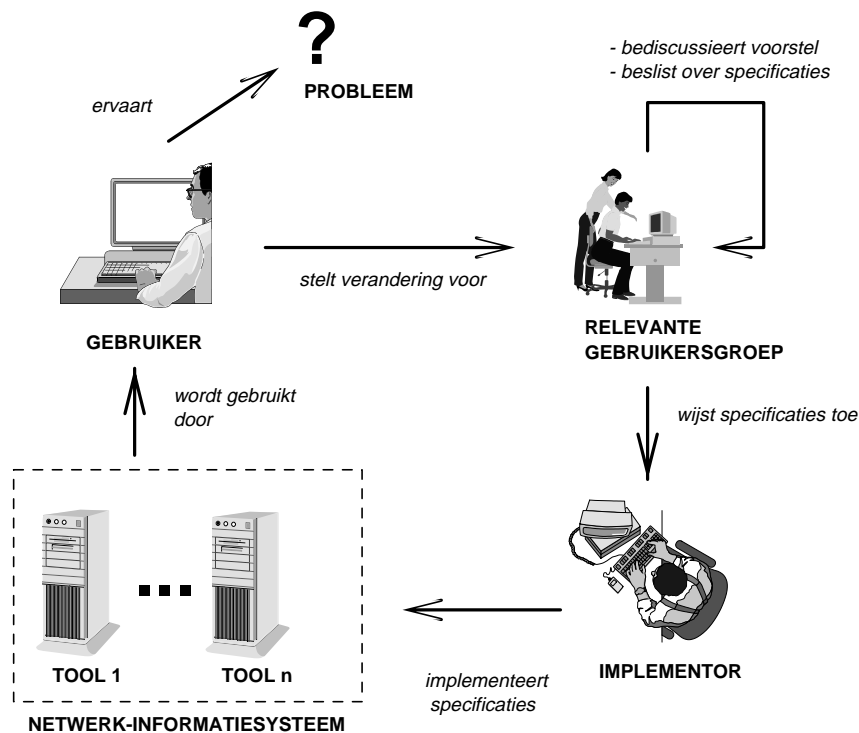 ?
PROBLEEM
- bediscussieert voorstel
- beslist over specificaties
ervaart
stelt verandering voor
GEBRUIKER
RELEVANTE
GEBRUIKERSGROEP
wordt gebruikt
door
wijst specificaties toe
TOOL 1
TOOL n
implementeert
specificaties
IMPLEMENTOR
NETWERK-INFORMATIESYSTEEM